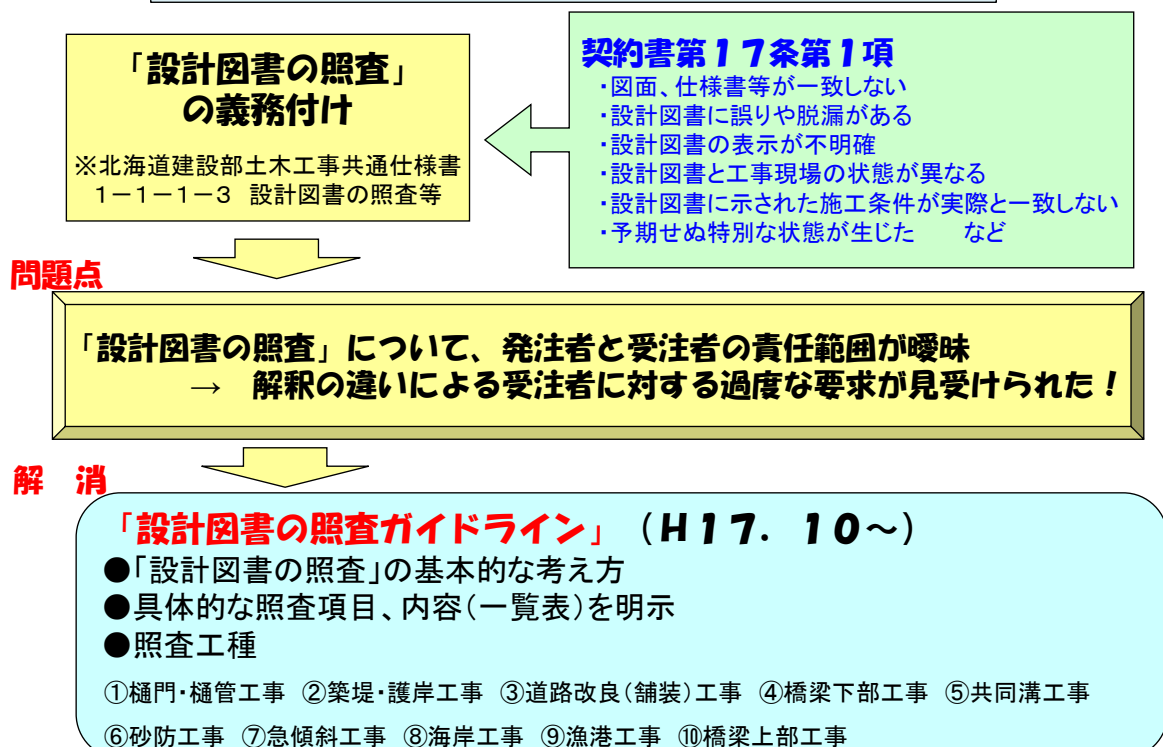 「設計図書の照査」
の義務付け
※北海道建設部土木工事共通仕様書
1-1-1-3 設計図書の照査等
契約書第17条第1項
・図面、仕様書等が一致しない
・設計図書に誤りや脱漏がある
・設計図書の表示が不明確
・設計図書と工事現場の状態が異なる
・設計図書に示された施工条件が実際と一致しない
・予期せぬ特別な状態が生じた　　など
問題点
「設計図書の照査」について、発注者と受注者の責任範囲が曖昧
→　解釈の違いによる受注者に対する過度な要求が見受けられた！
解　消
「設計図書の照査ガイドライン」（H17．10～）
●「設計図書の照査」の基本的な考え方
●具体的な照査項目、内容（一覧表）を明示
●照査工種
①樋門・樋管工事　②築堤・護岸工事　③道路改良（舗装）工事　④橋梁下部工事　⑤共同溝工事
⑥砂防工事　⑦急傾斜工事　⑧海岸工事　⑨漁港工事　⑩橋梁上部工事